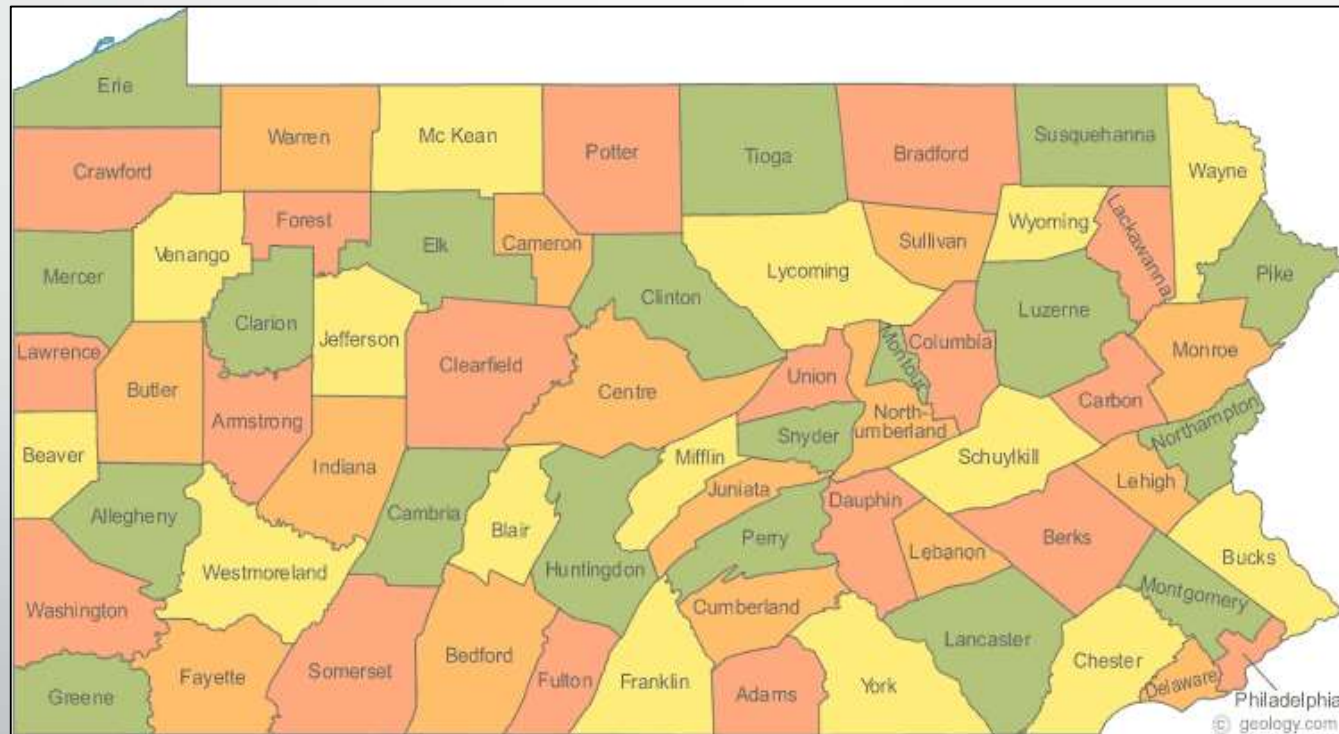 Erie
Warren
Mc Kean
Potter
Tioga
Bradford
Susquehanna
Wayne
Crawford
Forest
Elk
Cameron
Sullivan
Wyoming
Lackawanna
Venango
Mercer
Clarion
Jefferson
Clinton
Lycoming
Luzerne
Pike
Lawrence
Butler
Armstrong
Clearfield
Centre
Union
Montour
Columbia
Monroe
Carbon
Beaver
Indiana
Mifflin
Snyder
North-
umberland
Schuylkill
Northampton
Lehigh
Allegheny
Cambria
Blair
Juniata
Dauphin
Westmoreland
Huntingdon
Perry
Lebanon
Berks
Bucks
Washington
Cumberland
Montgomery
Greene
Fayette
Somerset
Bedford
Fulton
Franklin
Adams
York
Lancaster
Chester
Delaware
Philadelphia
© geology.com